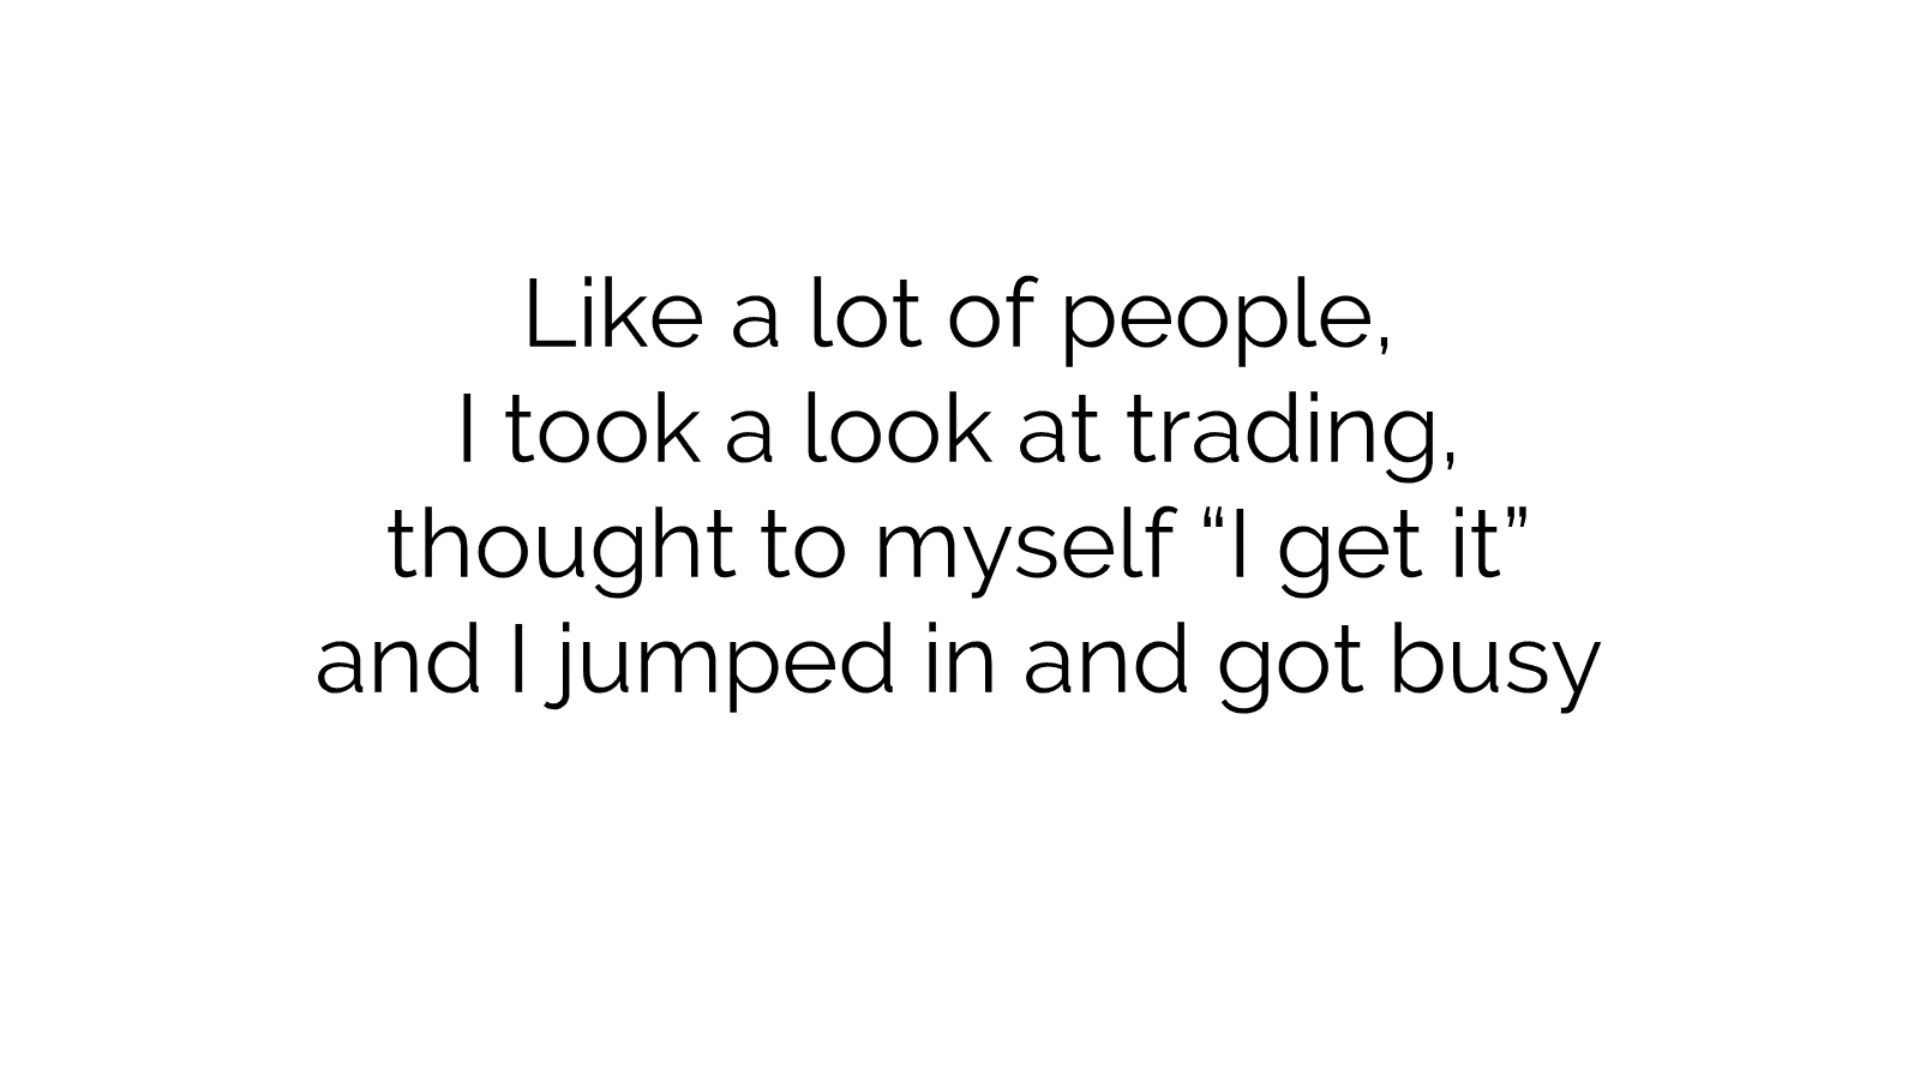 Like a lot of people,
I took a look at trading,
thought to myself “I get it”
and I jumped in and got busy